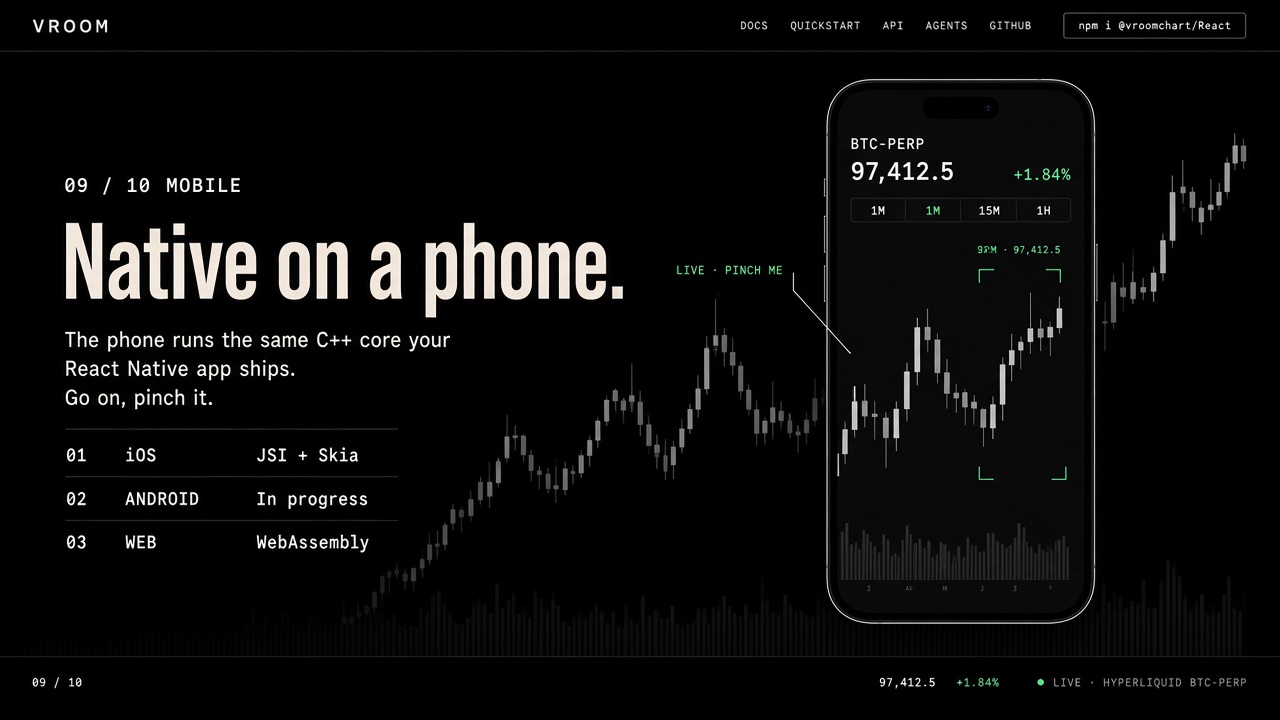 VROOM
DOCS QUICKSTART API AGENTS GITHUB npm i @vroomchart/React
09 / 10 MOBILE
Native on a phone.
The phone runs the same C++ core your
React Native app ships.
Go on, pinch it.
01 iOS JSI + Skia
02 ANDROID In progress
03 WEB WebAssembly
LIVE · PINCH ME
BTC-PERP
97,412.5 +1.84%
1M 1M 15M 1H
· 97,412.5
J M J 3
09 / 10
97,412.5 +1.84% LIVE · HYPERLIQUID BTC-PERP